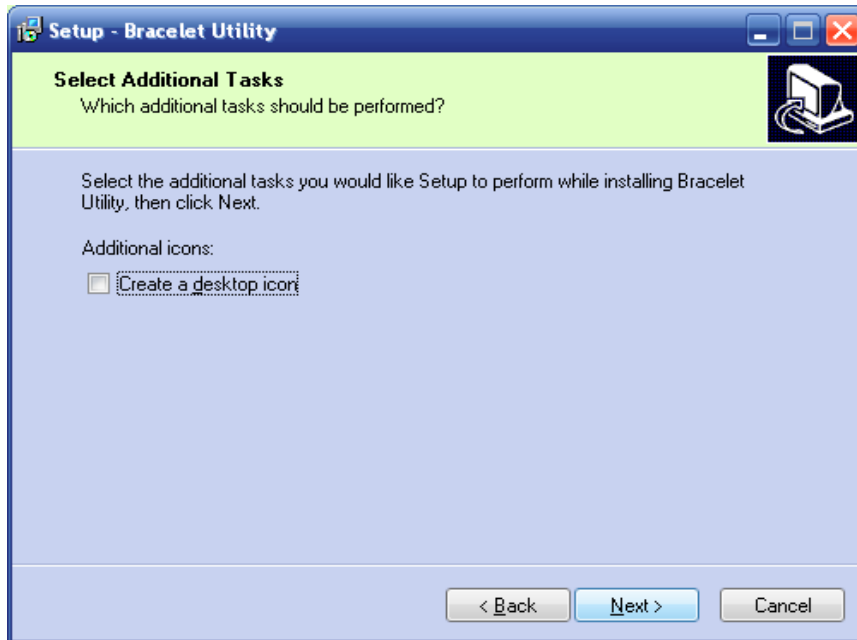 Setup - Bracelet Utility
Select Additional Tasks
Which additional tasks should be performed?
Select the additional tasks you would like Setup to perform while installing Bracelet
Utility, then click Next.
Additional icons:
Create a desktop icon
< Back Next > Cancel